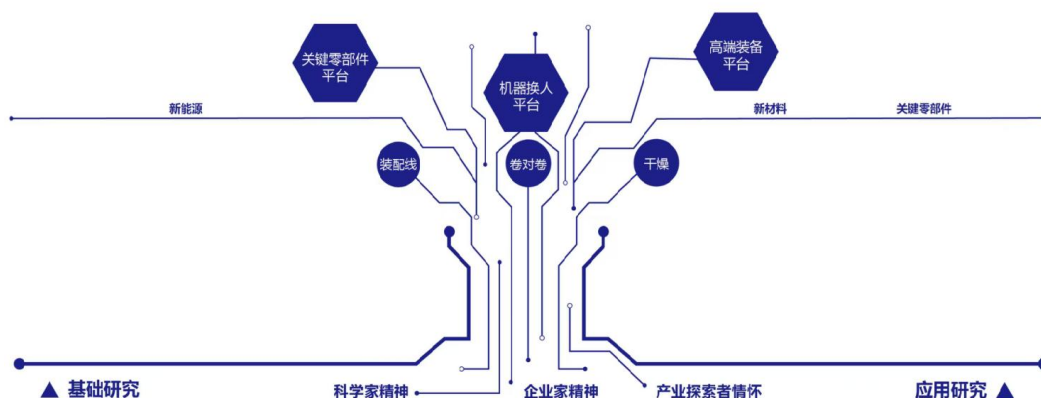 关键零部件
平台
机器换人
平台
高端装备
平台
新能源
新材料
关键零部件
装配线
卷对卷
干燥
基础研究
科学家精神
企业家精神
产业探索者情怀
应用研究